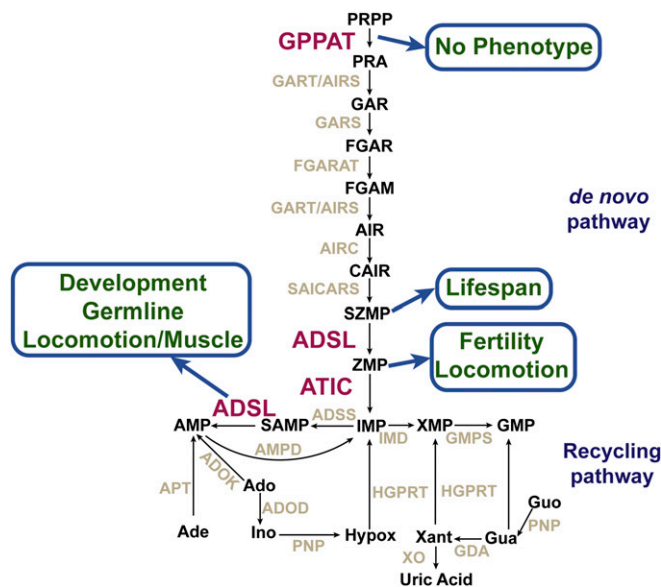 PRPP
GPPAT
No Phenotype
PRA
GART/AIRS
GAR
GARS
FGAR
FGARAT
FGAM
GART/AIRS
de novo
pathway
AIR
AIRC
CAIR
Development
Germline
Locomotion/Muscle
SAICARS
Lifespan
SZMP
ADSL
Fertility
Locomotion
ZMP
ATIC
ADSL
ADSS
AMP SAMP IMP XMP GMP
IMD GMPS
AMPD
Recycling
pathway
ADOK
APT
Ado
HGPRT HGPRT
Guo
ADOD
PNP
Ade Ino Hypox Xant Gua
PNP
XO GDA
Uric Acid